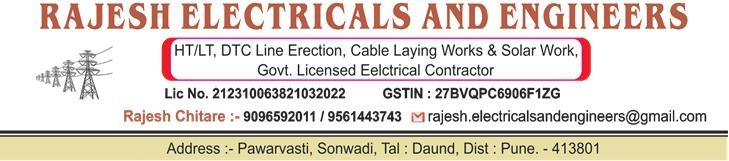 RAJESH ELECTRICALS AND ENGINEERS
HT/LT, DTC Line Erection, Cable Laying Works & Solar Work,
Govt. Licensed Eelctrical Contractor
Lic No. 212310063821032022 GSTIN : 27BVQPC6906F1ZG
Rajesh Chitare :- 9096592011 / 9561443743 rajesh.electricalsandengineers@gmail.com
Address :- Pawarvasti, Sonwadi, Tal : Daund, Dist : Pune. - 413801